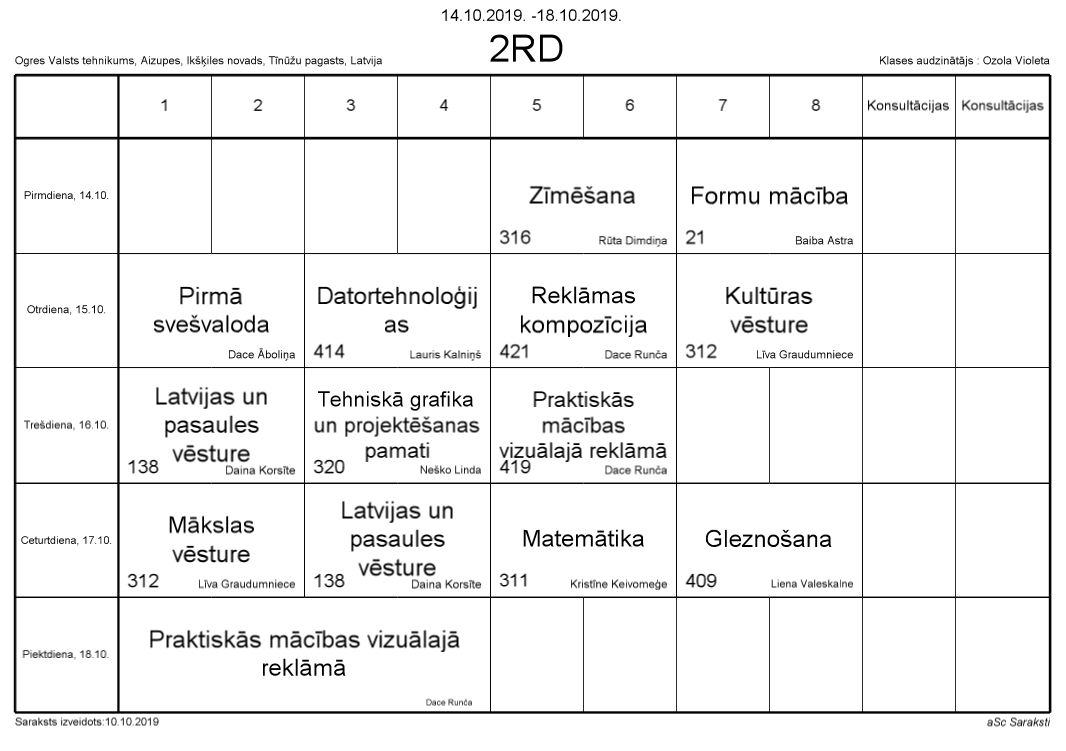 14.10.2019. -18.10.2019.
2RD
Ogres Valsts tehnikums, Aizupes, Ikšķiles novads, Tīnūžu pagasts, Latvija
Klases audzinātājs : Ozola Violeta
1 2 3 4 5 6 7 8 Konsultācijas Konsultācijas
Pirmdiena, 14.10.
Zīmēšana
316 Rūta Dimdiņa
Formu mācība
21 Baiba Astra
Otrdiena, 15.10.
Pirmā
svešvaloda
Dace Āboliņa
Datortehnoloģij
as
414 Lauris Kalniņš
Reklāmas
kompozīcija
421 Dace Runča
Kultūras
vēsture
312 Līva Graudumniece
Trešdiena, 16.10.
Latvijas un
pasaules
vēsture
138 Daina Korsīte
Tehniskā grafika
un projektēšanas
pamati
320 Neško Linda
Praktiskās
mācības
vizuālajā reklāmā
419 Dace Runča
Ceturtdiena, 17.10.
Mākslas
vēsture
312 Līva Graudumniece
Latvijas un
pasaules
vēsture
138 Daina Korsīte
Matemātika
311 Kristīne Keivomeģe
Gleznošana
409 Liena Valeskalne
Piektdiena, 18.10.
Praktiskās mācības vizuālajā
reklāmā
Dace Runča
Saraksts izveidots:10.10.2019
aSc Saraksti